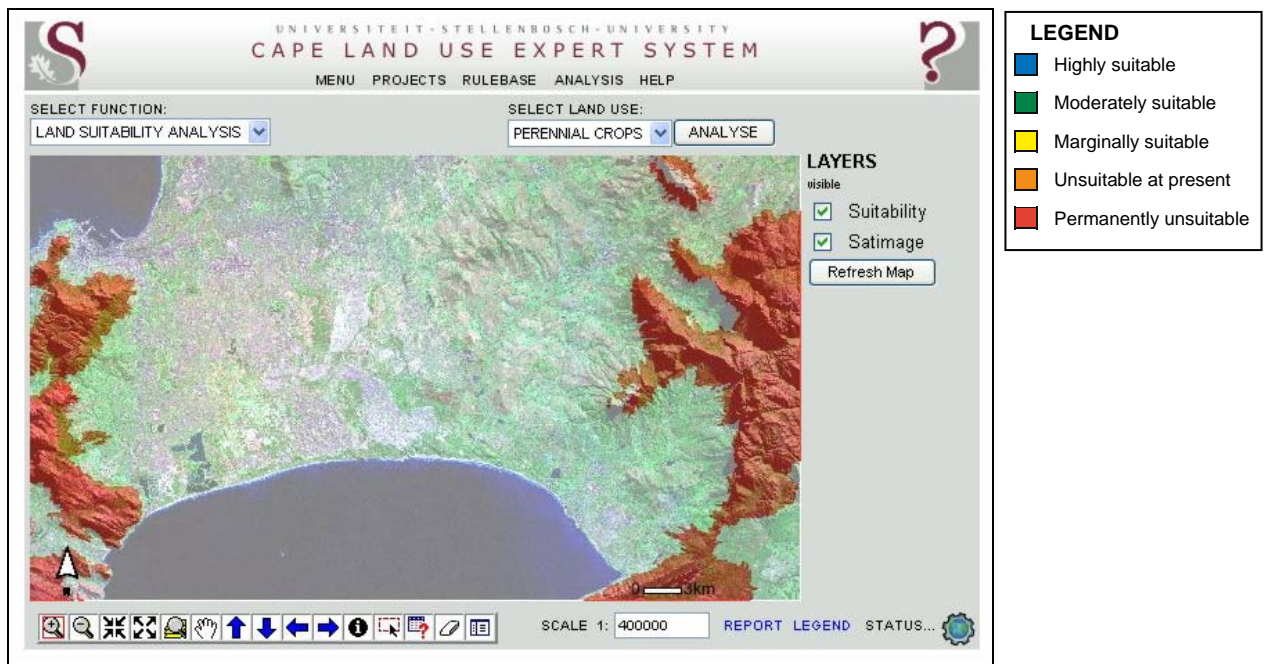 UNIVERSITEIT-STELLENBOSCH-UNIVERSITY
CAPE LAND USE EXPERT SYSTEM
MENU PROJECTS RULEBASE ANALYSIS HELP
SELECT FUNCTION:
LAND SUITABILITY ANALYSIS
SELECT LAND USE:
PERENNIAL CROPS
ANALYSE
LAYERS
visible
Suitability
Satimage
Refresh Map
0 3km
SCALE 1: 400000
REPORT LEGEND STATUS...
LEGEND
Highly suitable
Moderately suitable
Marginally suitable
Unsuitable at present
Permanently unsuitable